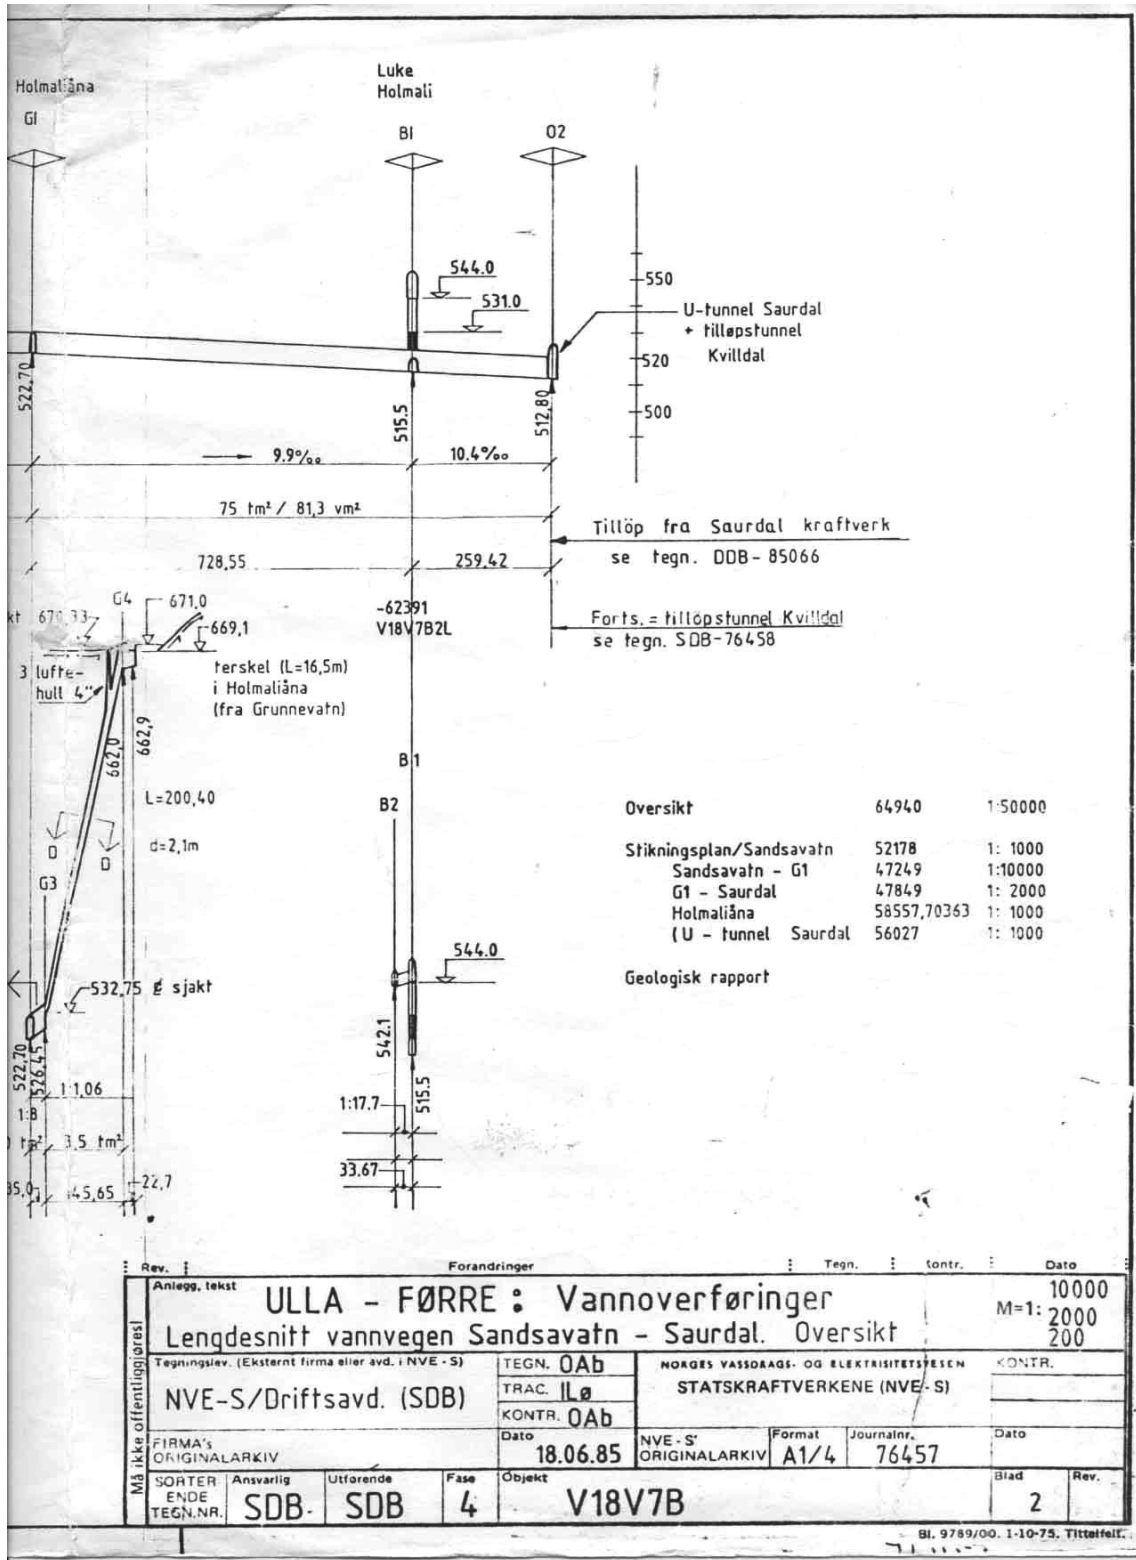 Holmaliåna
G1
Luke
Holmali
B1
O2
544.0
531.0
550
520
500
U-tunnel Saurdal
+ tilløpstunnel
Kvilldal
522,70
515.5
512,80
9.9‰
10.4‰
75 tm² / 81,3 vm²
728,55
259,42
Tillöp fra Saurdal kraftverk
se tegn. DDB-85066
Forts. = tillöpstunnel Kvilldal
se tegn. SDB-76458
G4
671,0
669,1
-62391
V18V7B2L
3 lufte-
hull 4"
terskel (L=16,5m)
i Holmaliåna
(fra Grunnevatn)
662,0
662,9
L=200,40
d=2,1m
D
D
G3
B1
B2
544.0
532,75 ⊄ sjakt
542.1
515.5
522,70
526,45
1:1,06
1:8
3,5 tm²
22,7
1:17.7
33.67
Oversikt 64940 1:50000
Stikningsplan/Sandsavatn 52178 1: 1000
Sandsavatn - G1 47249 1:10000
G1 - Saurdal 47849 1: 2000
Holmaliåna 58557,70363 1: 1000
(U - tunnel Saurdal 56027 1: 1000
Geologisk rapport
Rev. Forandringer Tegn. Kontr. Dato
Må ikke offentliggjøres!
Anlegg, tekst
ULLA - FØRRE : Vannoverføringer
Lengdesnitt vannvegen Sandsavatn - Saurdal. Oversikt
M=1: 10000
2000
200
Tegningslev. (Eksternt firma eller avd. i NVE - S)
NVE-S/Driftsavd. (SDB)
TEGN. OAb
TRAC. ILø
KONTR. OAb
NORGES VASSDRAGS- OG ELEKTRISITETSVESEN
STATSKRAFTVERKENE (NVE-S)
KONTR.
FIRMA's
ORIGINALARKIV
Dato
18.06.85
NVE-S'
ORIGINALARKIV
Format
A1/4
Journalnr.
76457
Dato
SORTER
ENDE
TEGN.NR.
Ansvarlig
SDB-
Utførende
SDB
Fase
4
Objekt
V18V7B
Blad
2
Rev.
Bl. 9789/00. 1-10-75. Tittelfelt.